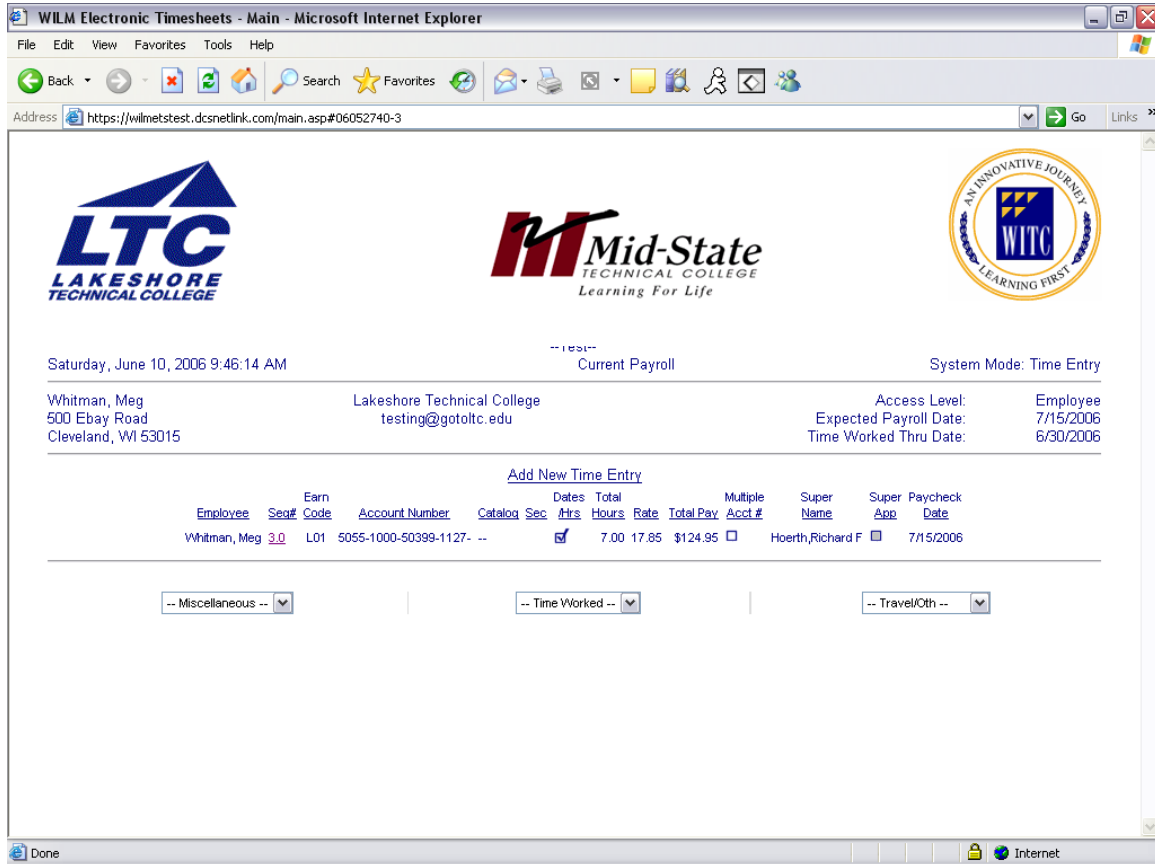 WILM Electronic Timesheets - Main - Microsoft Internet Explorer
File Edit View Favorites Tools Help
Back Search Favorites
Address https://wilmetstest.dcsnetlink.com/main.asp#06052740-3 Go Links »
LTC
LAKESHORE
TECHNICAL COLLEGE
Mid-State
TECHNICAL COLLEGE
Learning For Life
AN INNOVATIVE JOURNEY
WITC
LEARNING FIRST
--Test--
Saturday, June 10, 2006 9:46:14 AM Current Payroll System Mode: Time Entry
Whitman, Meg Lakeshore Technical College Access Level: Employee
500 Ebay Road testing@gotoltc.edu Expected Payroll Date: 7/15/2006
Cleveland, WI 53015 Time Worked Thru Date: 6/30/2006
Add New Time Entry
Earn Dates Total Multiple Super Super Paycheck
Employee Seq# Code Account Number Catalog Sec /Hrs Hours Rate Total Pay Acct # Name App Date
Whitman, Meg 3.0 L01 5055-1000-50399-1127- -- 7.00 17.85 $124.95 Hoerth,Richard F 7/15/2006
-- Miscellaneous -- -- Time Worked -- -- Travel/Oth --
Done Internet